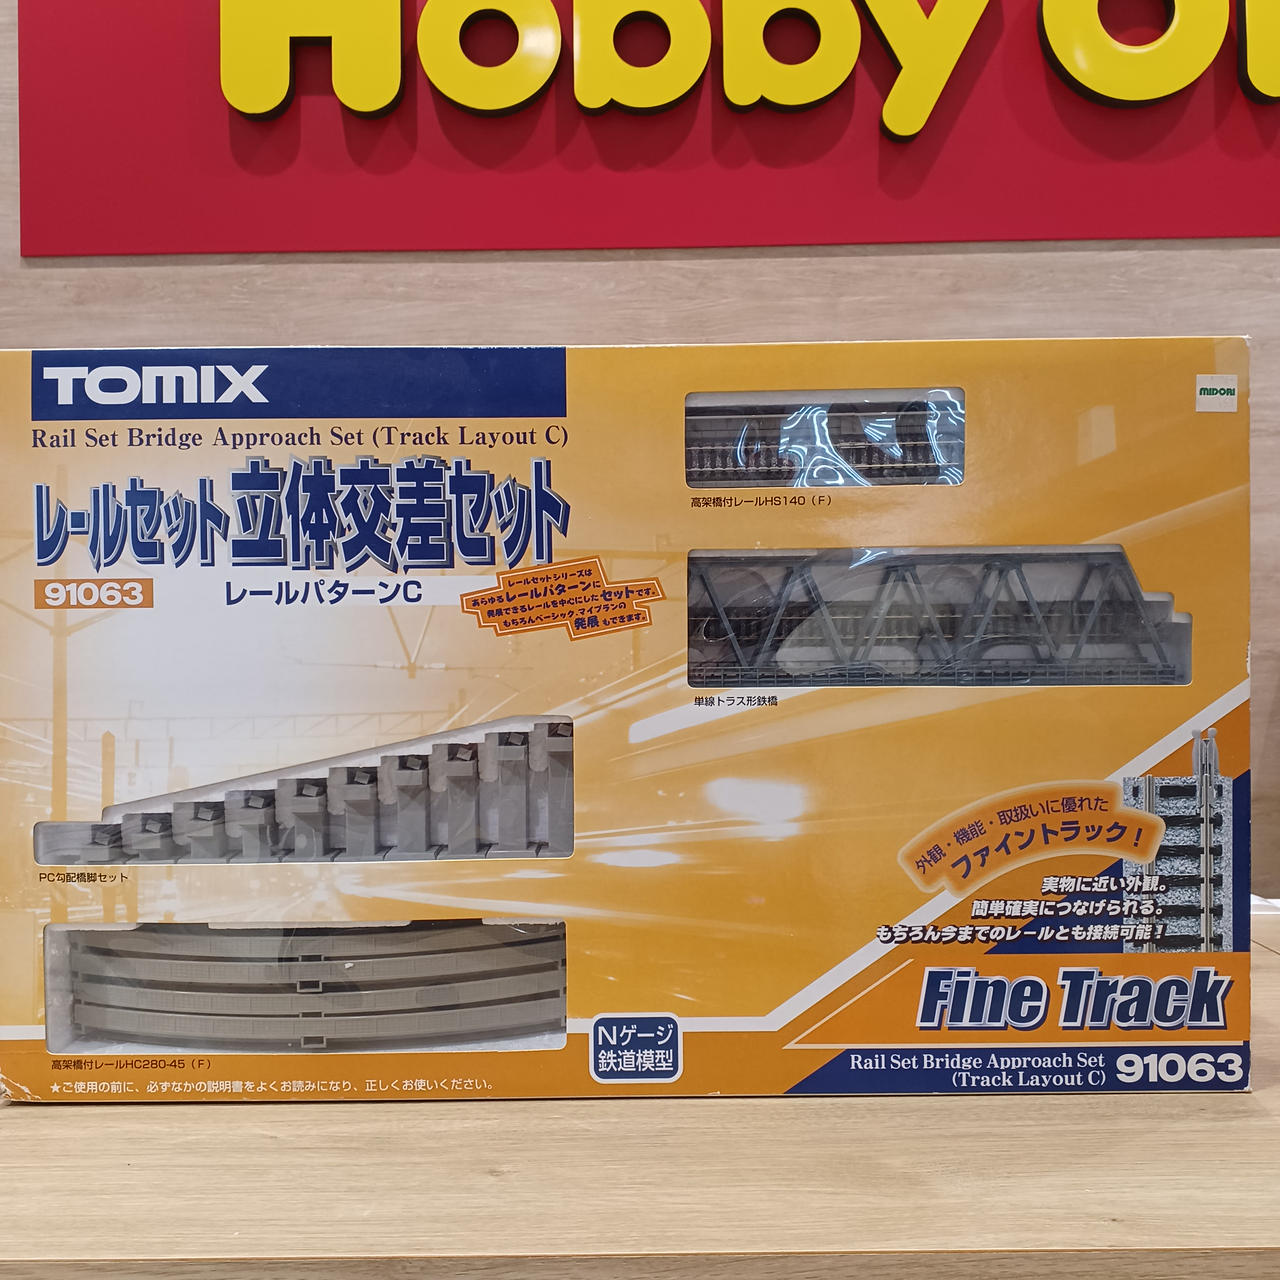 Hobby O
TOMIX
Rail Set Bridge Approach Set (Track Layout C)
レールセット立体交差セット
91063
レールパターンC
レールセットシリーズは
あらゆるレールパターンに
発展できるレールを中心にしたセットです。
もちろんベーシック、マイプランの
発展もできます。
MIDORI
高架橋付レールHS140（F）
単線トラス形鉄橋
PC勾配橋脚セット
高架橋付レールHC280-45（F）
★ご使用の前に、必ずなかの説明書をよくお読みになり、正しくお使いください。
Nゲージ
鉄道模型
外観・機能・取扱いに優れた
ファイントラック！
実物に近い外観。
簡単確実につなげられる。
もちろん今までのレールとも接続可能！
Fine Track
Rail Set Bridge Approach Set
(Track Layout C)
91063